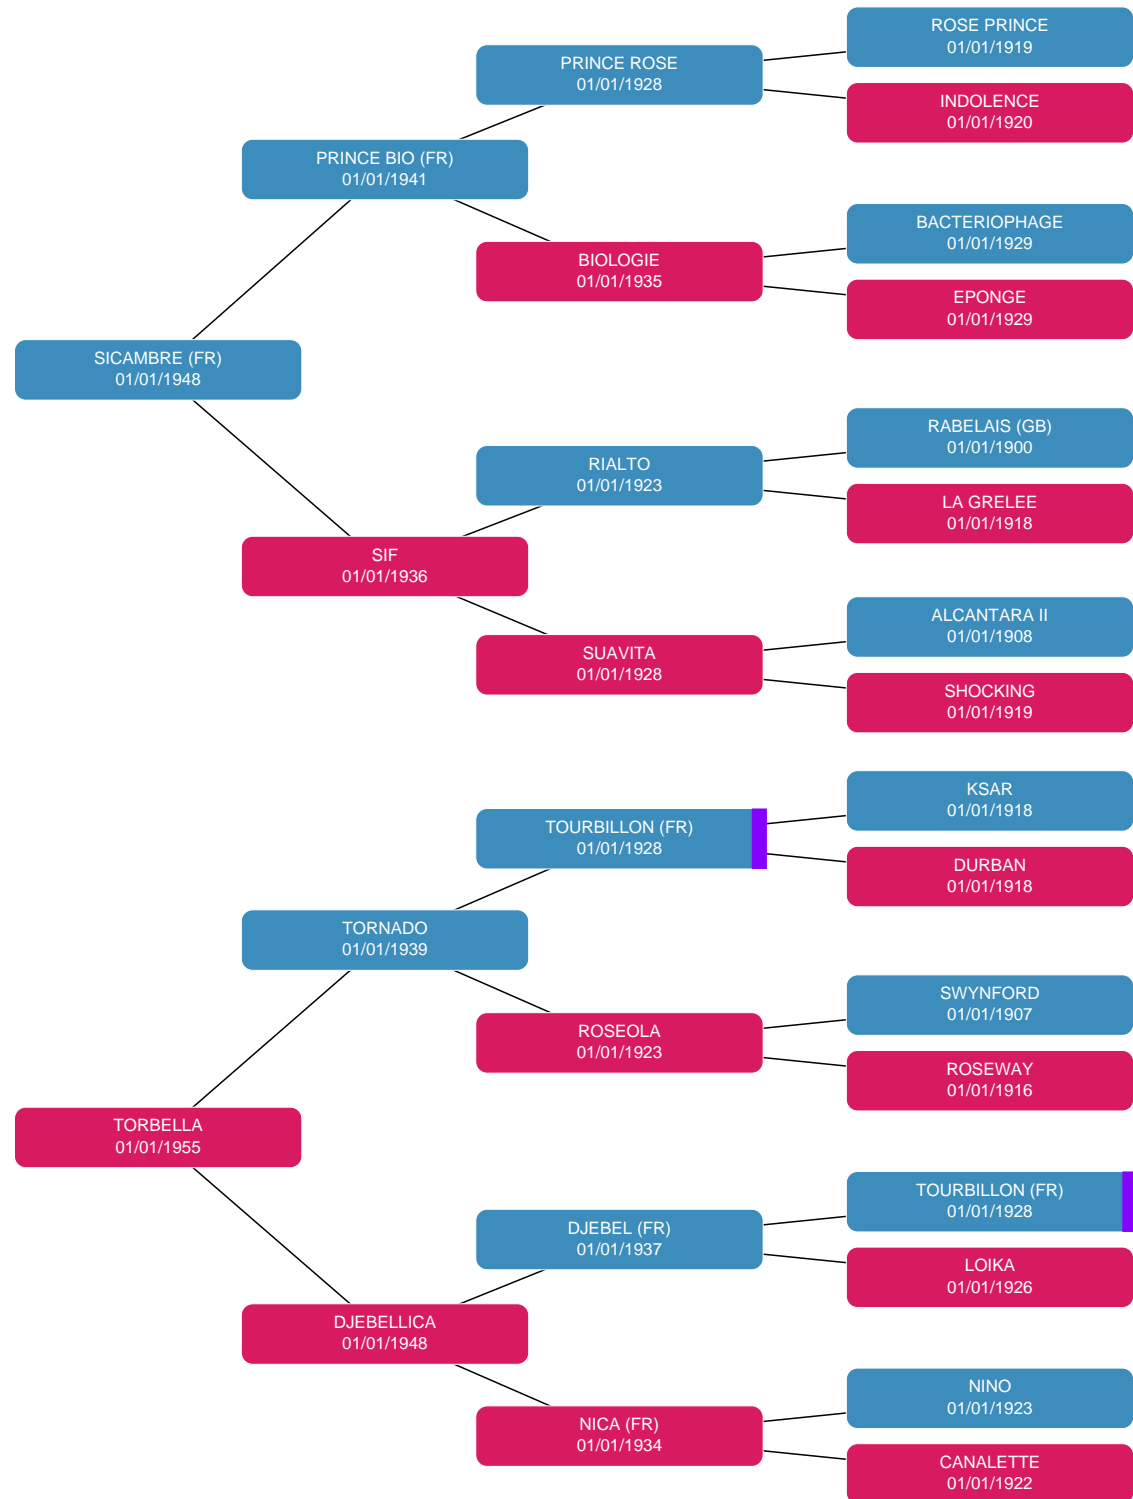 ROSE PRINCE
01/01/1919
PRINCE ROSE
01/01/1928
INDOLENCE
01/01/1920
PRINCE BIO (FR)
01/01/1941
BACTERIOPHAGE
01/01/1929
BIOLOGIE
01/01/1935
EPONGE
01/01/1929
SICAMBRE (FR)
01/01/1948
RABELAIS (GB)
01/01/1900
RIALTO
01/01/1923
LA GRELEE
01/01/1918
SIF
01/01/1936
ALCANTARA II
01/01/1908
SUAVITA
01/01/1928
SHOCKING
01/01/1919
KSAR
01/01/1918
TOURBILLON (FR)
01/01/1928
DURBAN
01/01/1918
TORNADO
01/01/1939
SWYNFORD
01/01/1907
ROSEOLA
01/01/1923
ROSEWAY
01/01/1916
TORBELLA
01/01/1955
TOURBILLON (FR)
01/01/1928
DJEBEL (FR)
01/01/1937
LOIKA
01/01/1926
DJEBELLICA
01/01/1948
NINO
01/01/1923
NICA (FR)
01/01/1934
CANALETTE
01/01/1922